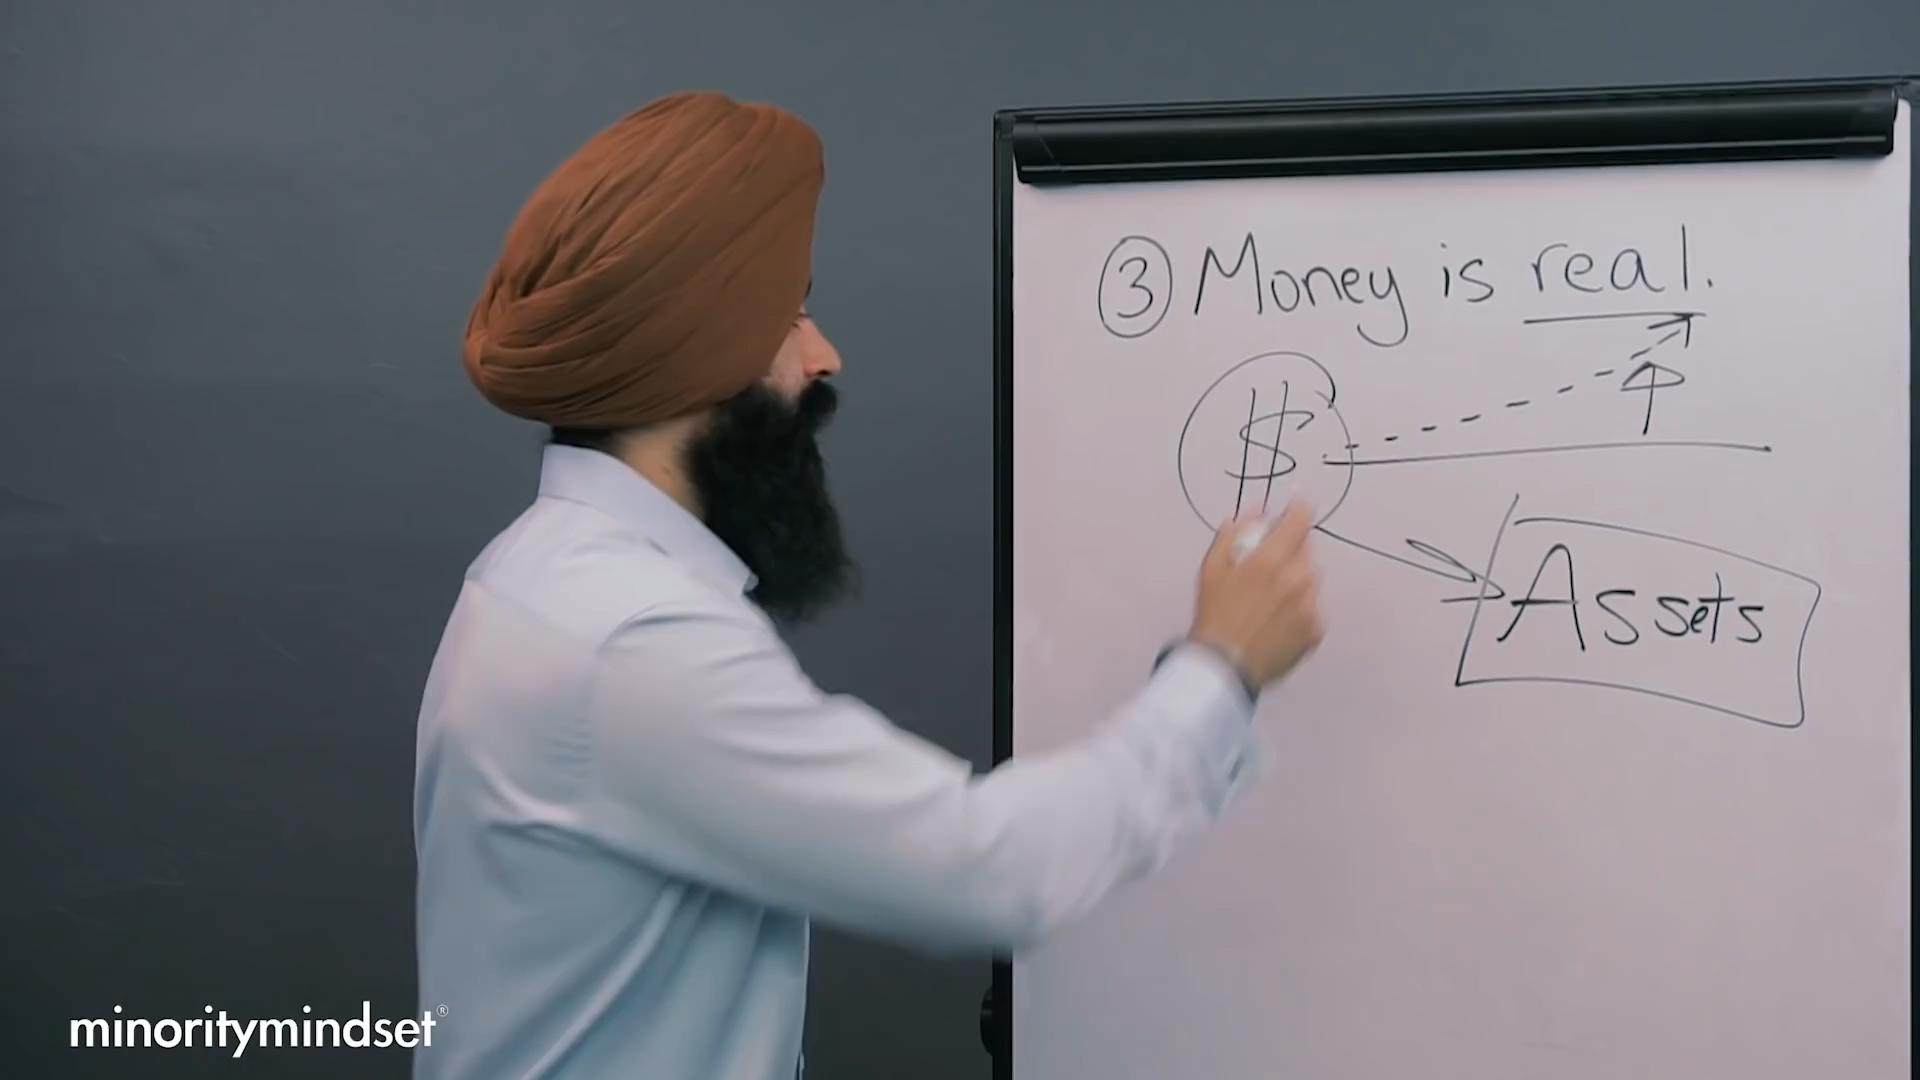 ③ Money is real.
$
Assets
minoritymindset®